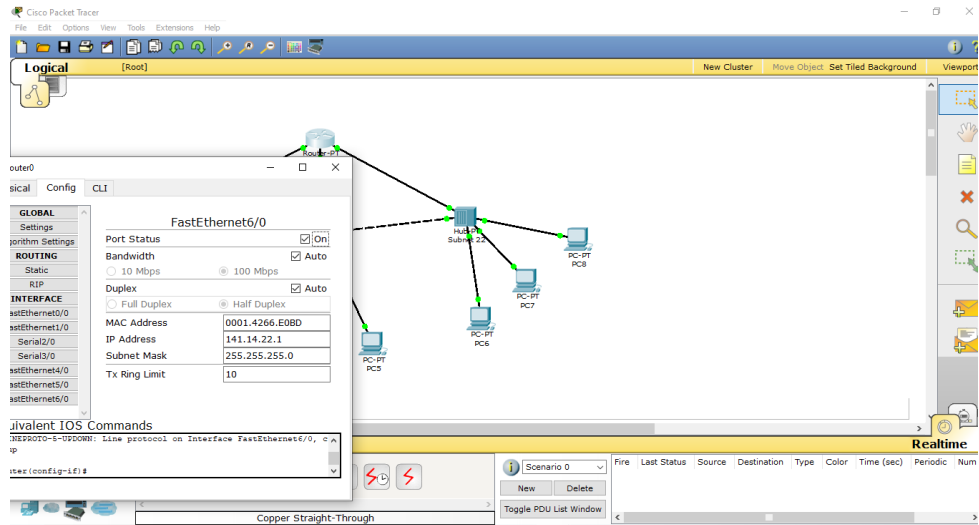 Cisco Packet Tracer
File Edit Options View Tools Extensions Help
Logical [Root] New Cluster Move Object Set Tiled Background Viewport
Router-PT
Hub-PT
Subnet 22
PC-PT
PC8
PC-PT
PC7
PC-PT
PC6
PC-PT
PC5
outer0
sical Config CLI
GLOBAL
Settings
gorithm Settings
ROUTING
Static
RIP
INTERFACE
astEthernet0/0
astEthernet1/0
Serial2/0
Serial3/0
astEthernet4/0
astEthernet5/0
astEthernet6/0
FastEthernet6/0
Port Status On
Bandwidth Auto
10 Mbps 100 Mbps
Duplex Auto
Full Duplex Half Duplex
MAC Address 0001.4266.E0BD
IP Address 141.14.22.1
Subnet Mask 255.255.255.0
Tx Ring Limit 10
uivalent IOS Commands
NEPROTO-5-UPDOWN: Line protocol on Interface FastEthernet6/0, c
up
ter(config-if)#
Realtime
Scenario 0
New Delete
Toggle PDU List Window
Fire Last Status Source Destination Type Color Time (sec) Periodic Num
Copper Straight-Through